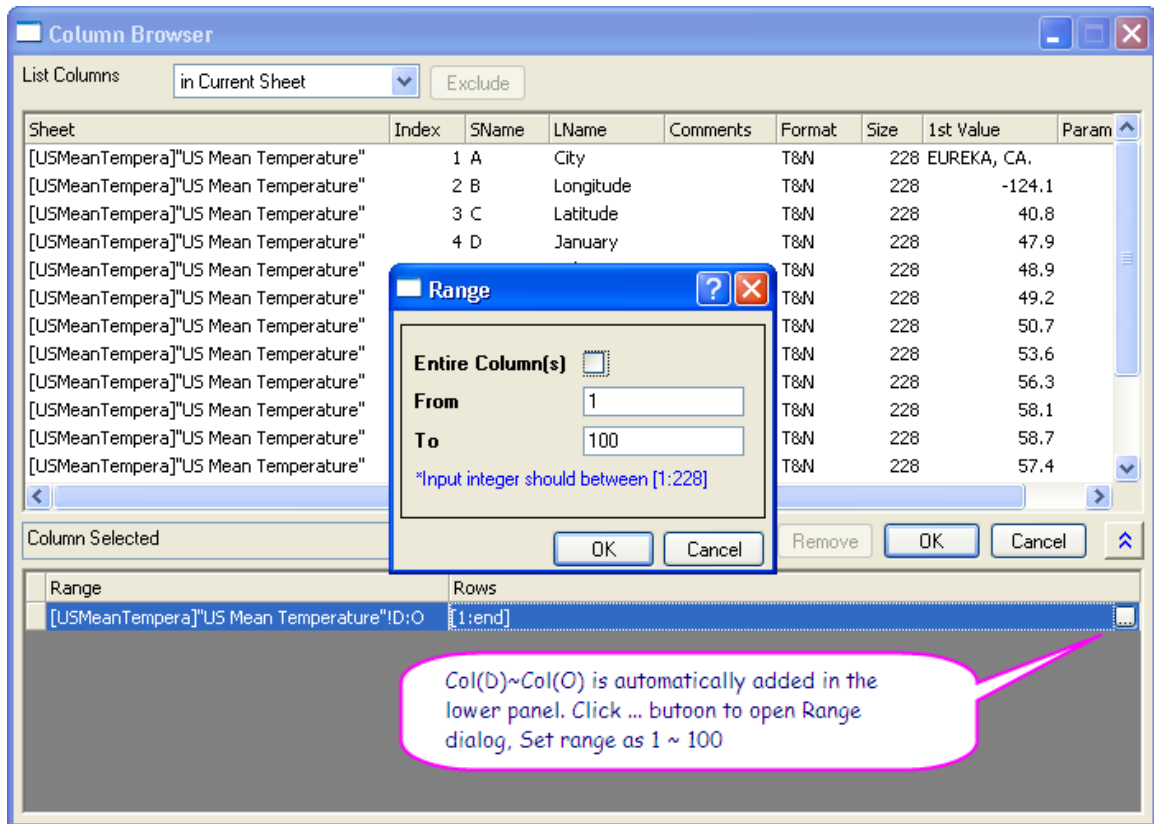 Column Browser
List Columns in Current Sheet Exclude
Sheet Index SName LName Comments Format Size 1st Value Param
[USMeanTempera]"US Mean Temperature" 1 A City T&N 228 EUREKA, CA.
[USMeanTempera]"US Mean Temperature" 2 B Longitude T&N 228 -124.1
[USMeanTempera]"US Mean Temperature" 3 C Latitude T&N 228 40.8
[USMeanTempera]"US Mean Temperature" 4 D January T&N 228 47.9
[USMeanTempera]"US Mean Temperature" T&N 228 48.9
[USMeanTempera]"US Mean Temperature" T&N 228 49.2
[USMeanTempera]"US Mean Temperature" T&N 228 50.7
[USMeanTempera]"US Mean Temperature" T&N 228 53.6
[USMeanTempera]"US Mean Temperature" T&N 228 56.3
[USMeanTempera]"US Mean Temperature" T&N 228 58.1
[USMeanTempera]"US Mean Temperature" T&N 228 58.7
[USMeanTempera]"US Mean Temperature" T&N 228 57.4
Range
Entire Column(s)
From 1
To 100
*Input integer should between [1:228]
OK Cancel
Column Selected Remove OK Cancel
Range Rows
[USMeanTempera]"US Mean Temperature"!D:O [1:end] ...
Col(D)~Col(O) is automatically added in the
lower panel. Click ... butoon to open Range
dialog, Set range as 1 ~ 100